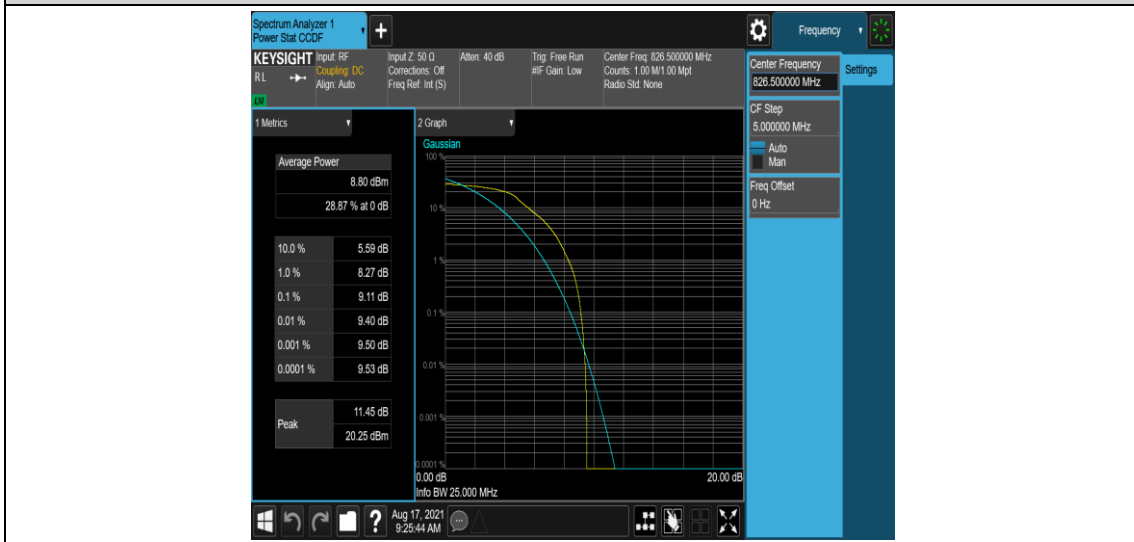 Spectrum Analyzer 1
Power Stat CCDF
+
Frequency
KEYSIGHT
RL
LXI
Input: RF
Coupling: DC
Align: Auto
Input Z: 50 Ω
Corrections: Off
Freq Ref: Int (S)
Atten: 40 dB
Trig: Free Run
#IF Gain: Low
Center Freq: 826.500000 MHz
Counts: 1.00 M/1.00 Mpt
Radio Std: None
Center Frequency
826.500000 MHz
Settings
CF Step
5.000000 MHz
Auto
Man
Freq Offset
0 Hz
1 Metrics
Average Power
8.80 dBm
28.87 % at 0 dB
10.0 % 5.59 dB
1.0 % 8.27 dB
0.1 % 9.11 dB
0.01 % 9.40 dB
0.001 % 9.50 dB
0.0001 % 9.53 dB
Peak
11.45 dB
20.25 dBm
2 Graph
Gaussian
100 %
10 %
1 %
0.1 %
0.01 %
0.001 %
0.0001 %
0.00 dB 20.00 dB
Info BW 25.000 MHz
?
Aug 17, 2021
9:25:44 AM